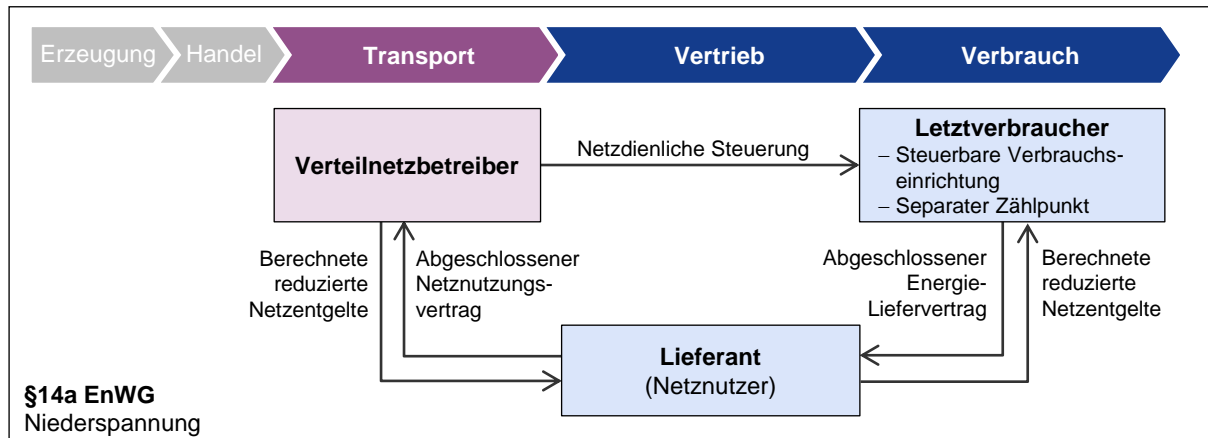 Erzeugung
Handel
Transport
Vertrieb
Verbrauch
Verteilnetzbetreiber
Netzdienliche Steuerung
Letztverbraucher
– Steuerbare Verbrauchs-
einrichtung
– Separater Zählpunkt
Berechnete
reduzierte
Netzentgelte
Abgeschlossener
Netznutzungs-
vertrag
Abgeschlossener
Energie-
Liefervertrag
Berechnete
reduzierte
Netzentgelte
Lieferant
(Netznutzer)
§14a EnWG
Niederspannung